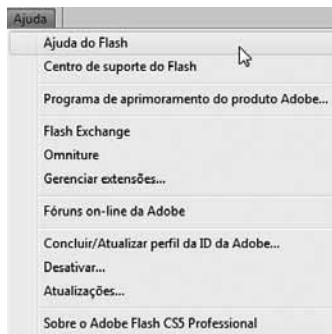 Ajuda
Ajuda do Flash
Centro de suporte do Flash
Programa de aprimoramento do produto Adobe...
Flash Exchange
Omniture
Gerenciar extensões...
Fóruns on-line da Adobe
Concluir/Atualizar perfil da ID da Adobe...
Desativar...
Atualizações...
Sobre o Adobe Flash CS5 Professional